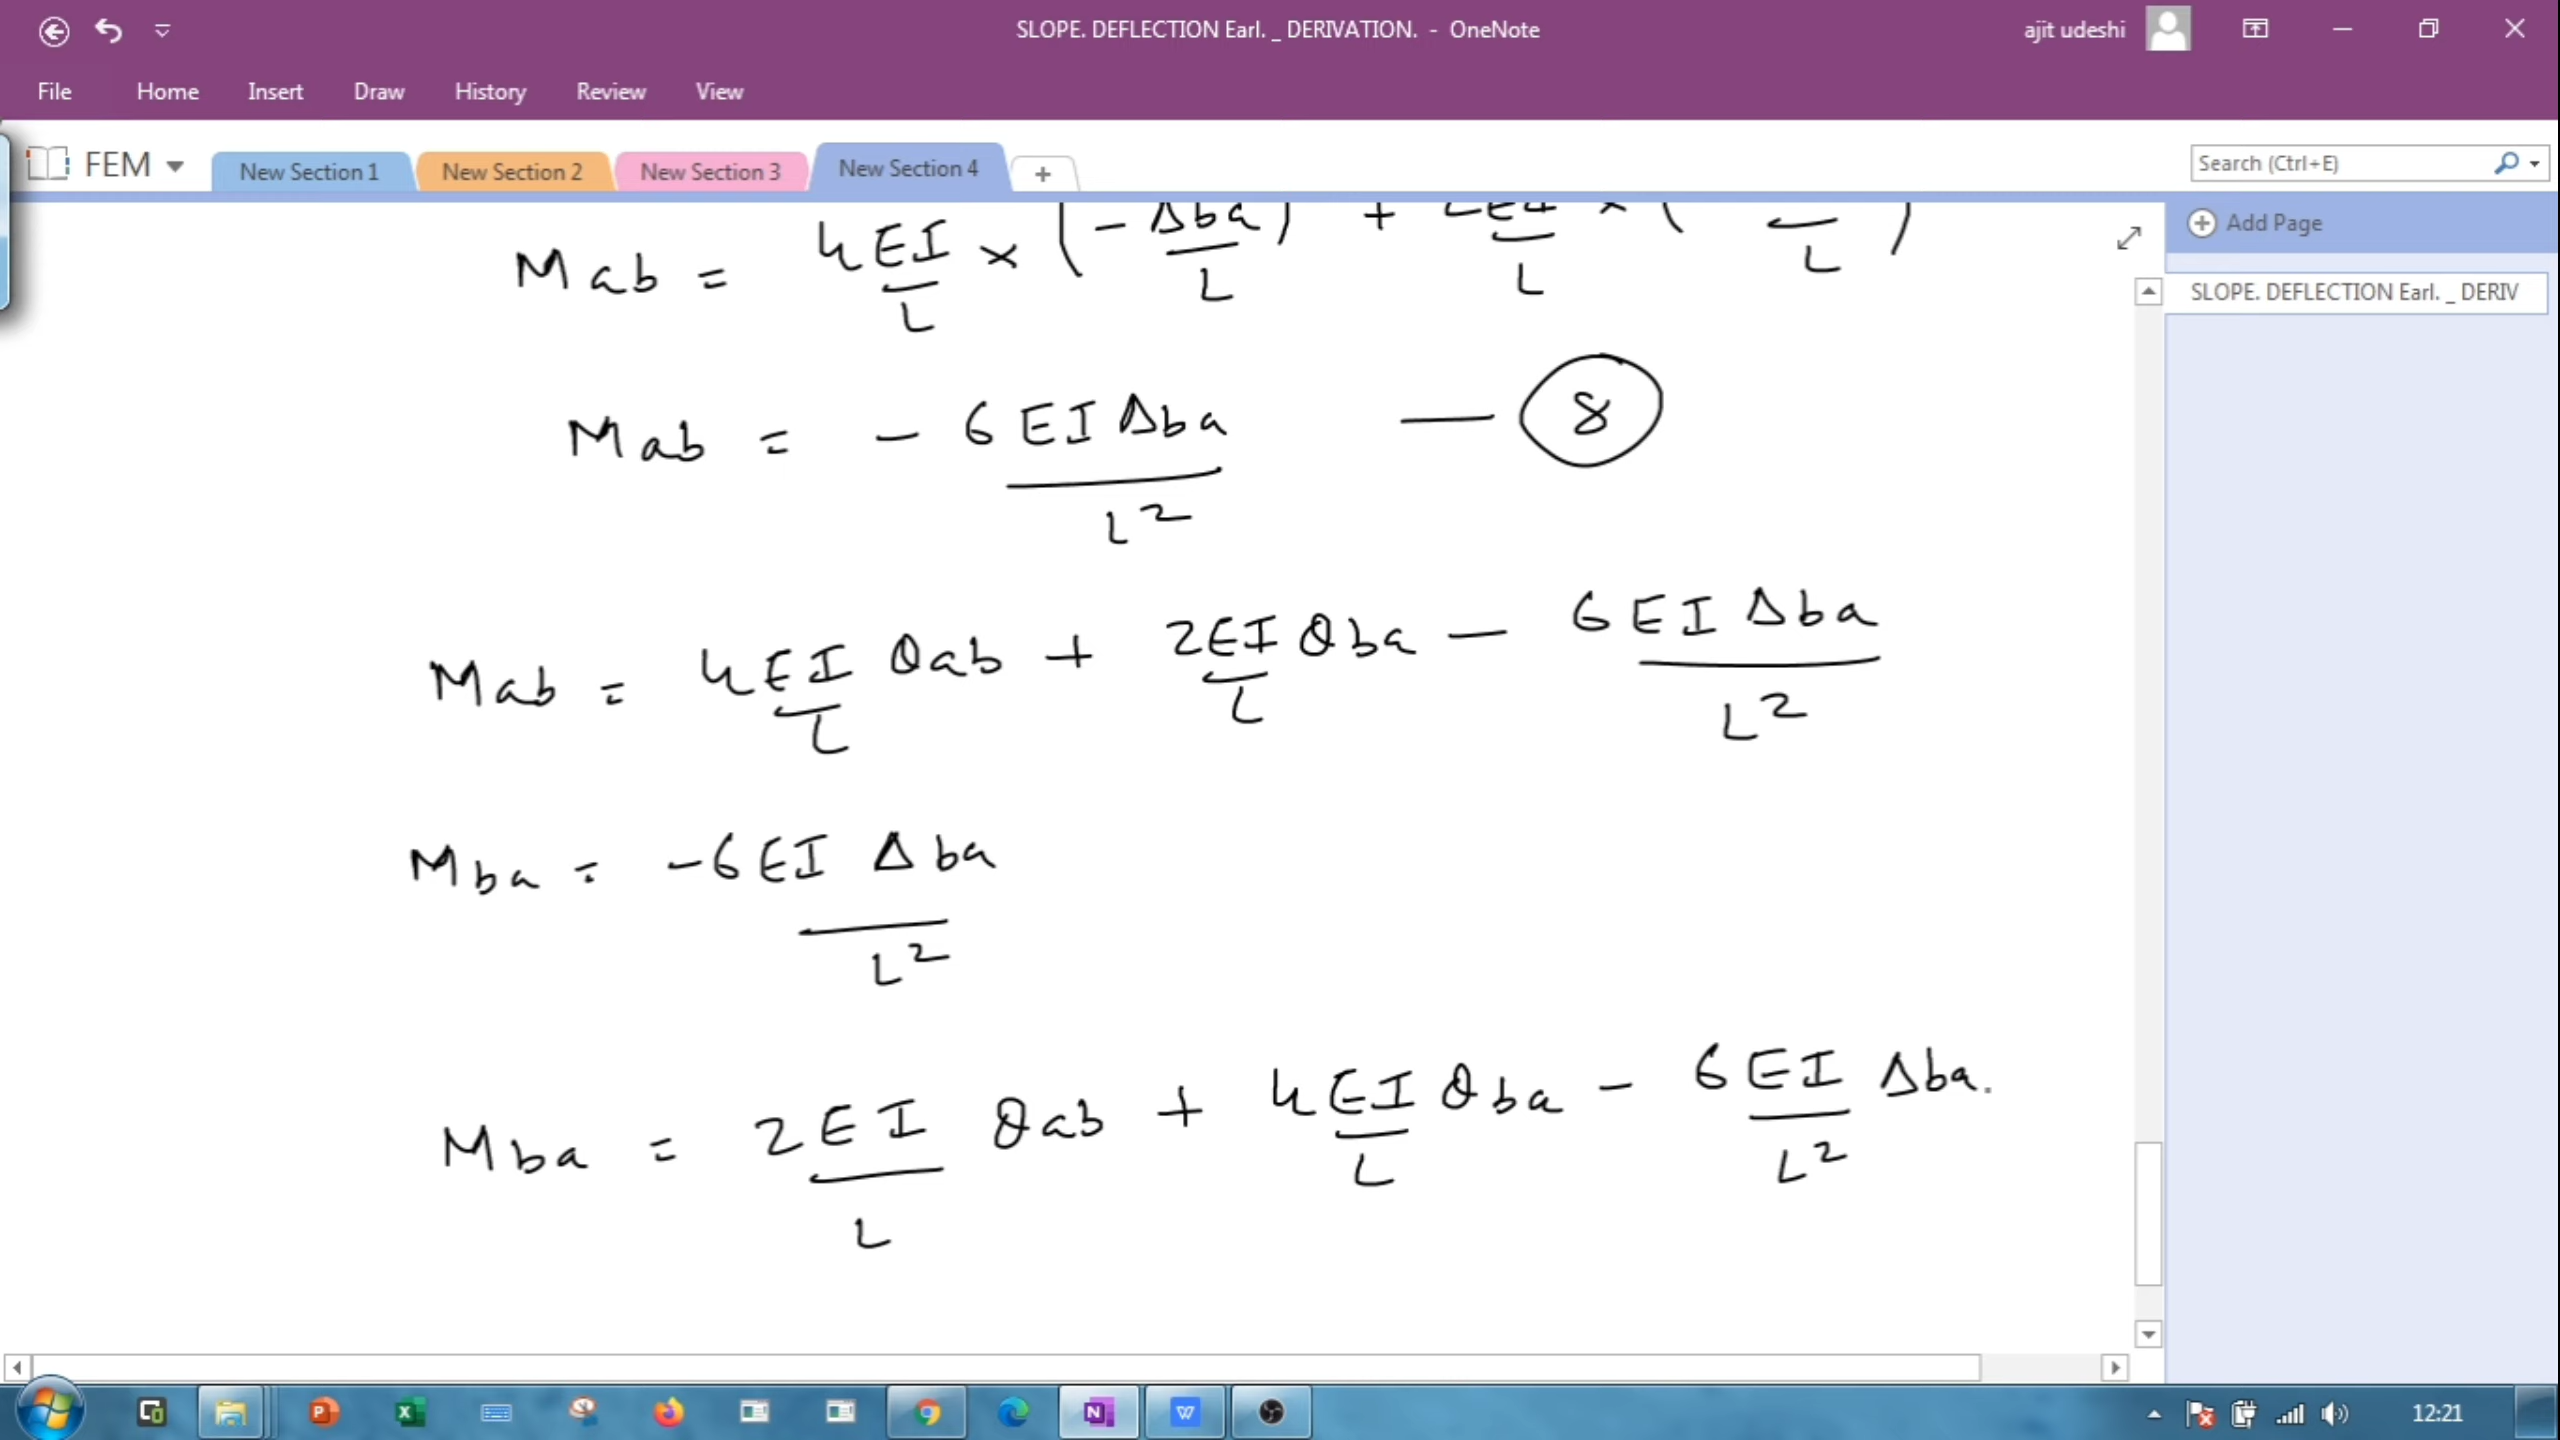 SLOPE. DEFLECTION Earl. _ DERIVATION. - OneNote
ajit udeshi
File Home Insert Draw History Review View
FEM New Section 1 New Section 2 New Section 3 New Section 4 +
Search (Ctrl+E)
Add Page
SLOPE. DEFLECTION Earl. _ DERIV
Mab = 4EI/L × (-Δba/L) + 2EI/L × ( /L)
Mab = - 6EIΔba/L² — 8
Mab = 4EI/L θab + 2EI/L θba - 6EIΔba/L²
Mba = -6EI Δba/L²
Mba = 2EI/L θab + 4EI/L θba - 6EI/L² Δba.
12:21